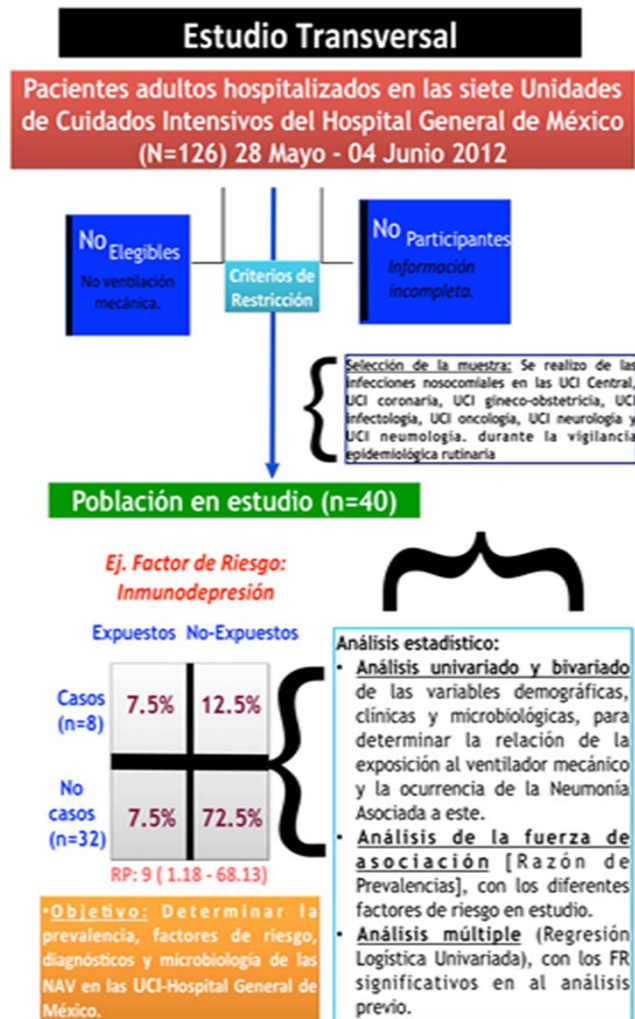 Estudio Transversal
Pacientes adultos hospitalizados en las siete Unidades
de Cuidados Intensivos del Hospital General de México
(N=126) 28 Mayo - 04 Junio 2012
No Elegibles
No ventilación
mecánica.
Criterios de
Restricción
No Participantes
Información
incompleta.
Selección de la muestra: Se realizo de las
infecciones nosocomiales en las UCI Central,
UCI coronaria, UCI gineco-obstetricia, UCI
infectología, UCI oncología, UCI neurología y
UCI neumología. durante la vigilancia
epidemiológica rutinaria
Población en estudio (n=40)
Ej. Factor de Riesgo:
Inmunodepresión
Expuestos No-Expuestos
Casos
(n=8)
7.5% 12.5%
No
casos
(n=32)
7.5% 72.5%
RP: 9 ( 1.18 - 68.13)
•Objetivo: Determinar la
prevalencia, factores de riesgo,
diagnósticos y microbiología de las
NAV en las UCI-Hospital General de
México.
Análisis estadístico:
• Análisis univariado y bivariado
de las variables demográficas,
clínicas y microbiológicas, para
determinar la relación de la
exposición al ventilador mecánico
y la ocurrencia de la Neumonía
Asociada a este.
• Análisis de la fuerza de
asociación [Razón de
Prevalencias], con los diferentes
factores de riesgo en estudio.
• Análisis múltiple (Regresión
Logística Univariada), con los FR
significativos en al análisis
previo.